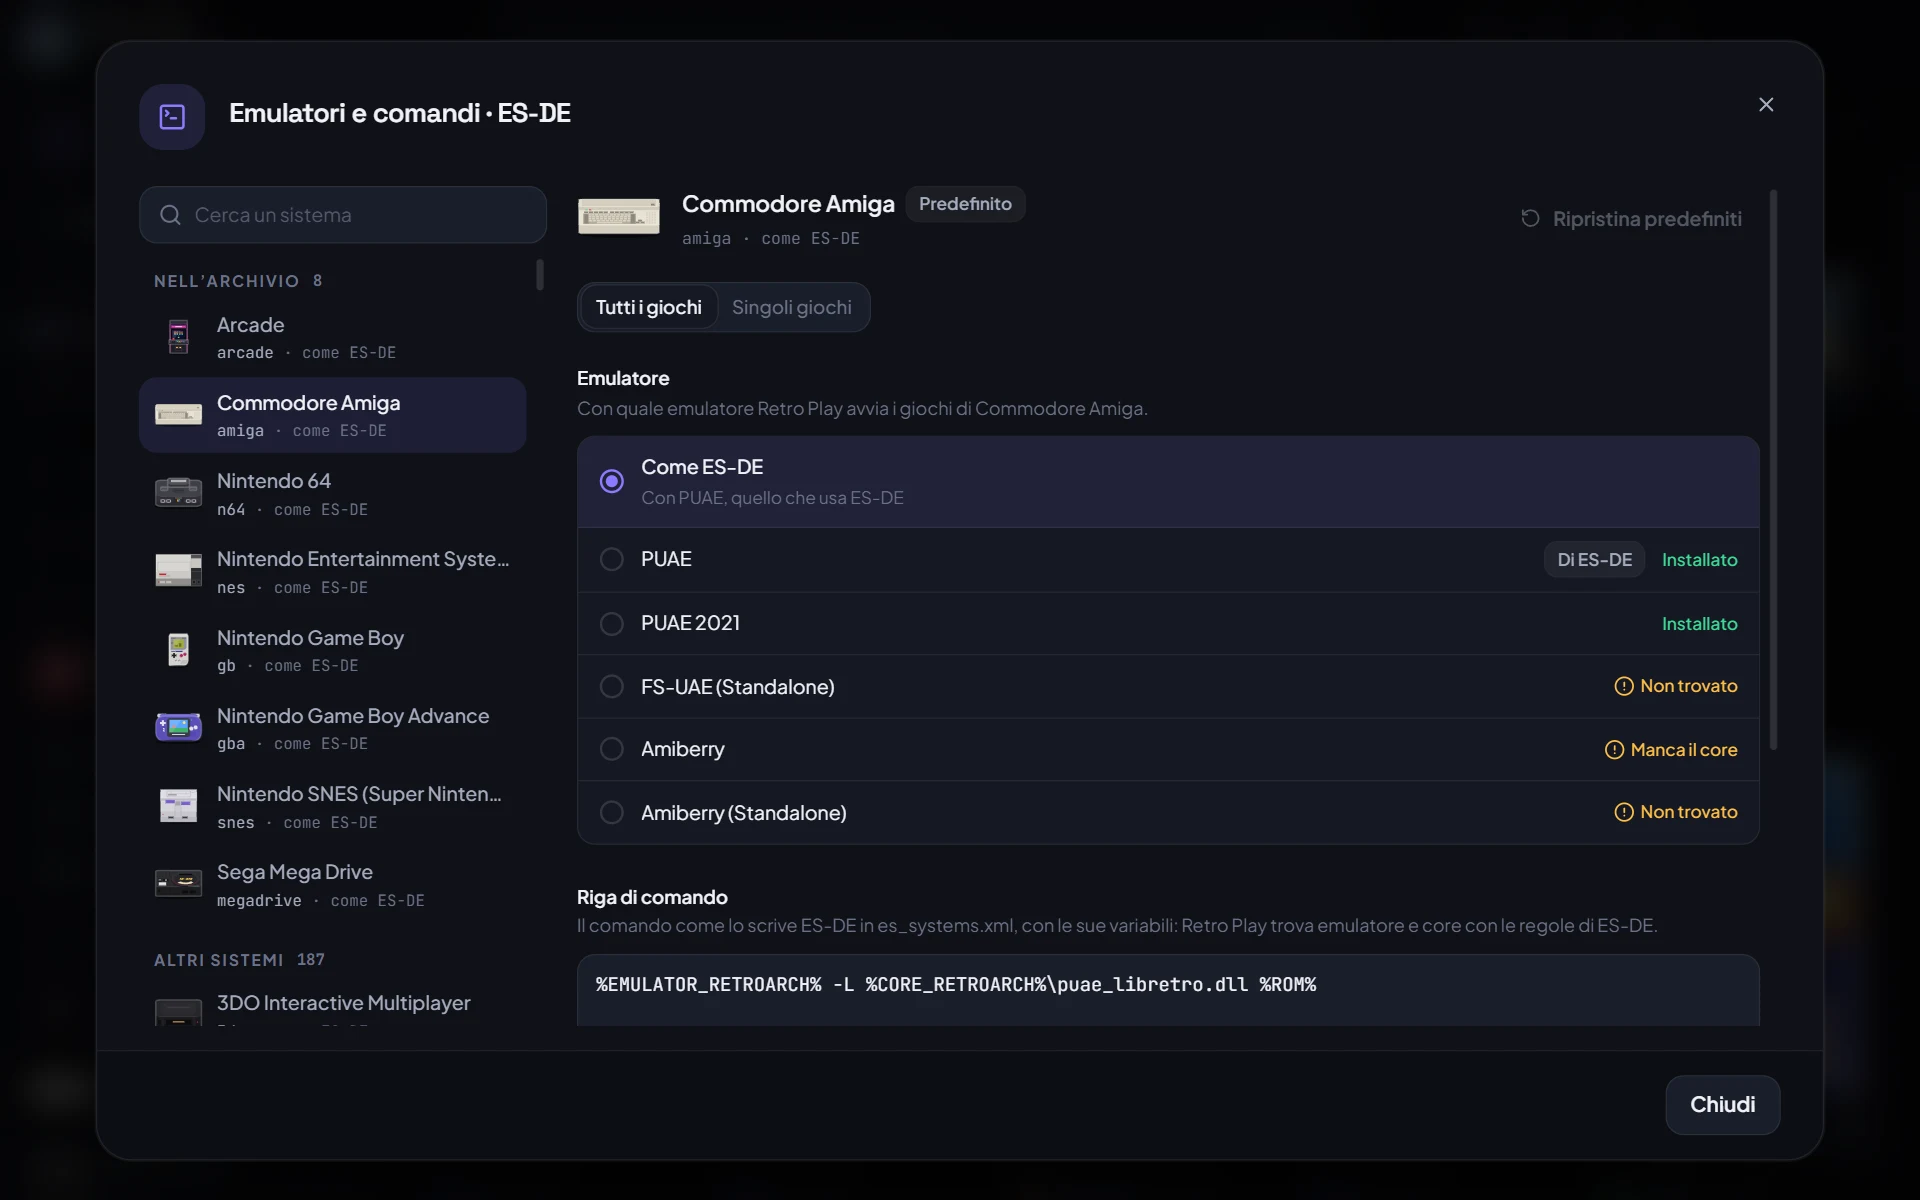 Emulatori e comandi · ES-DE
Cerca un sistema
NELL'ARCHIVIO 8
Arcade
arcade · come ES-DE
Commodore Amiga
amiga · come ES-DE
Nintendo 64
n64 · come ES-DE
Nintendo Entertainment Syste…
nes · come ES-DE
Nintendo Game Boy
gb · come ES-DE
Nintendo Game Boy Advance
gba · come ES-DE
Nintendo SNES (Super Ninten…
snes · come ES-DE
Sega Mega Drive
megadrive · come ES-DE
ALTRI SISTEMI 187
3DO Interactive Multiplayer
Commodore Amiga Predefinito
amiga · come ES-DE
Ripristina predefiniti
Tutti i giochi Singoli giochi
Emulatore
Con quale emulatore Retro Play avvia i giochi di Commodore Amiga.
Come ES-DE
Con PUAE, quello che usa ES-DE
PUAE Di ES-DE Installato
PUAE 2021 Installato
FS-UAE (Standalone) Non trovato
Amiberry Manca il core
Amiberry (Standalone) Non trovato
Riga di comando
Il comando come lo scrive ES-DE in es_systems.xml, con le sue variabili: Retro Play trova emulatore e core con le regole di ES-DE.
%EMULATOR_RETROARCH% -L %CORE_RETROARCH%\puae_libretro.dll %ROM%
Chiudi